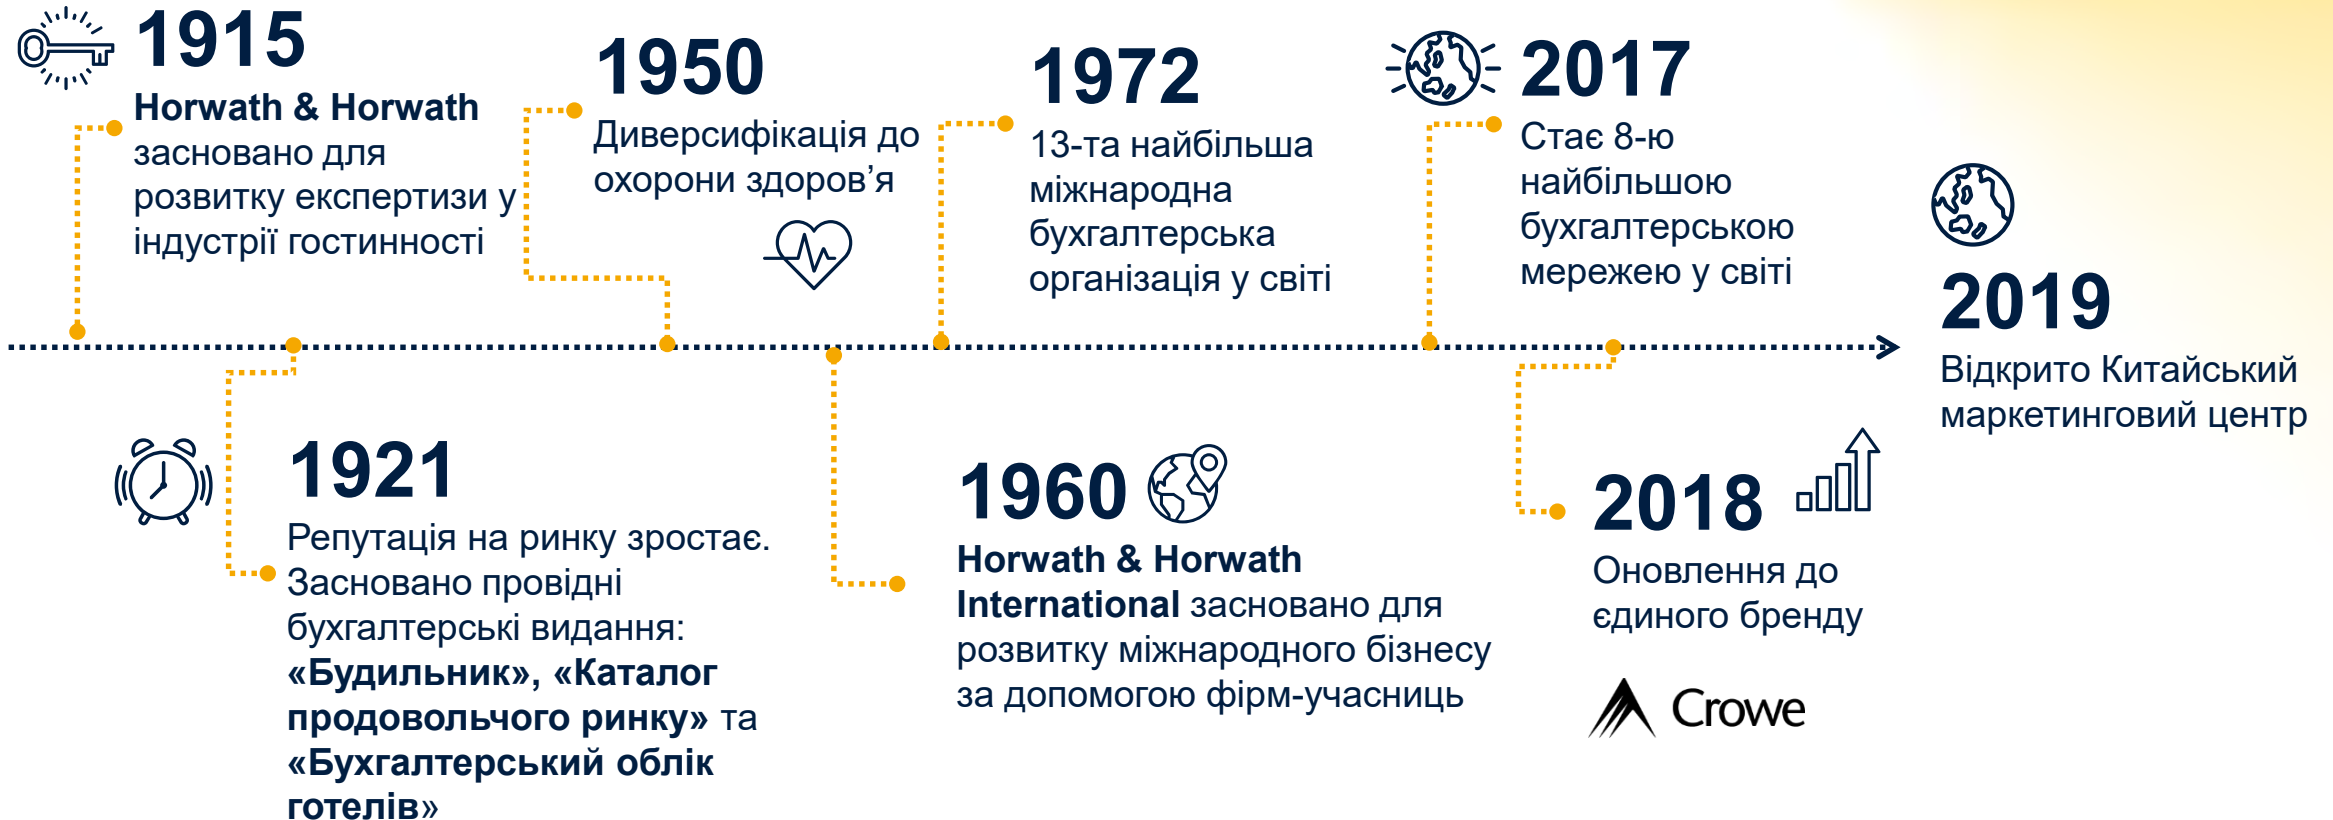 1915
Horwath & Horwath
засновано для
розвитку експертизи у
індустрії гостинності
1950
Диверсифікація до
охорони здоров’я
1972
13-та найбільша
міжнародна
бухгалтерська
організація у світі
2017
Стає 8-ю
найбільшою
бухгалтерською
мережею у світі
2019
Відкрито Китайський
маркетинговий центр
1921
Репутація на ринку зростає.
Засновано провідні
бухгалтерські видання:
«Будильник», «Каталог
продовольчого ринку» та
«Бухгалтерський облік
готелів»
1960
Horwath & Horwath
International засновано для
розвитку міжнародного бізнесу
за допомогою фірм-учасниць
2018
Оновлення до
єдиного бренду
Crowe